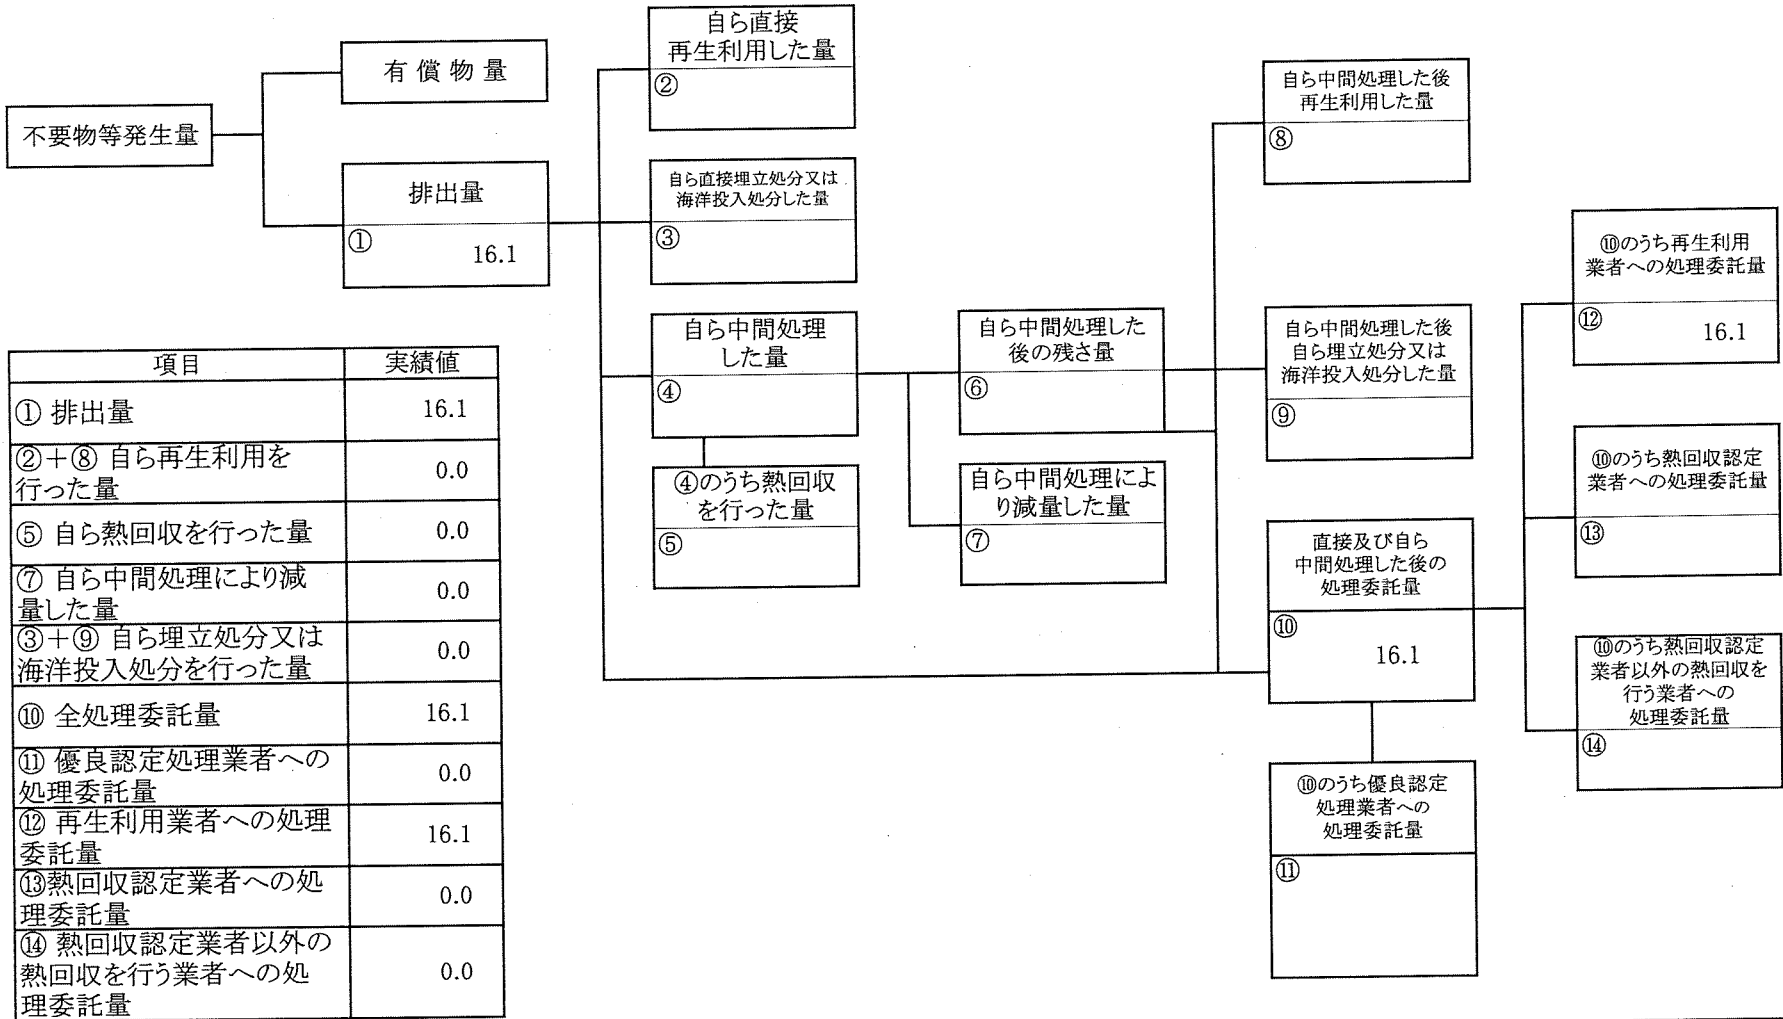 不要物等発生量
有償物量
排出量
①
16.1
自ら直接
再生利用した量
②
自ら直接埋立処分又は
海洋投入処分した量
③
自ら中間処理
した量
④
④のうち熱回収
を行った量
⑤
自ら中間処理した
後の残さ量
⑥
自ら中間処理によ
り減量した量
⑦
自ら中間処理した後
再生利用した量
⑧
自ら中間処理した後
自ら埋立処分又は
海洋投入処分した量
⑨
直接及び自ら
中間処理した後の
処理委託量
⑩
16.1
⑩のうち優良認定
処理業者への
処理委託量
⑪
⑩のうち再生利用
業者への処理委託量
⑫
16.1
⑩のうち熱回収認定
業者への処理委託量
⑬
⑩のうち熱回収認定
業者以外の熱回収を
行う業者への
処理委託量
⑭
項目 実績値
① 排出量 16.1
②+⑧ 自ら再生利用を
行った量 0.0
⑤ 自ら熱回収を行った量 0.0
⑦ 自ら中間処理により減
量した量 0.0
③+⑨ 自ら埋立処分又は
海洋投入処分を行った量 0.0
⑩ 全処理委託量 16.1
⑪ 優良認定処理業者への
処理委託量 0.0
⑫ 再生利用業者への処理
委託量 16.1
⑬熱回収認定業者への処
理委託量 0.0
⑭ 熱回収認定業者以外の
熱回収を行う業者への処
理委託量 0.0